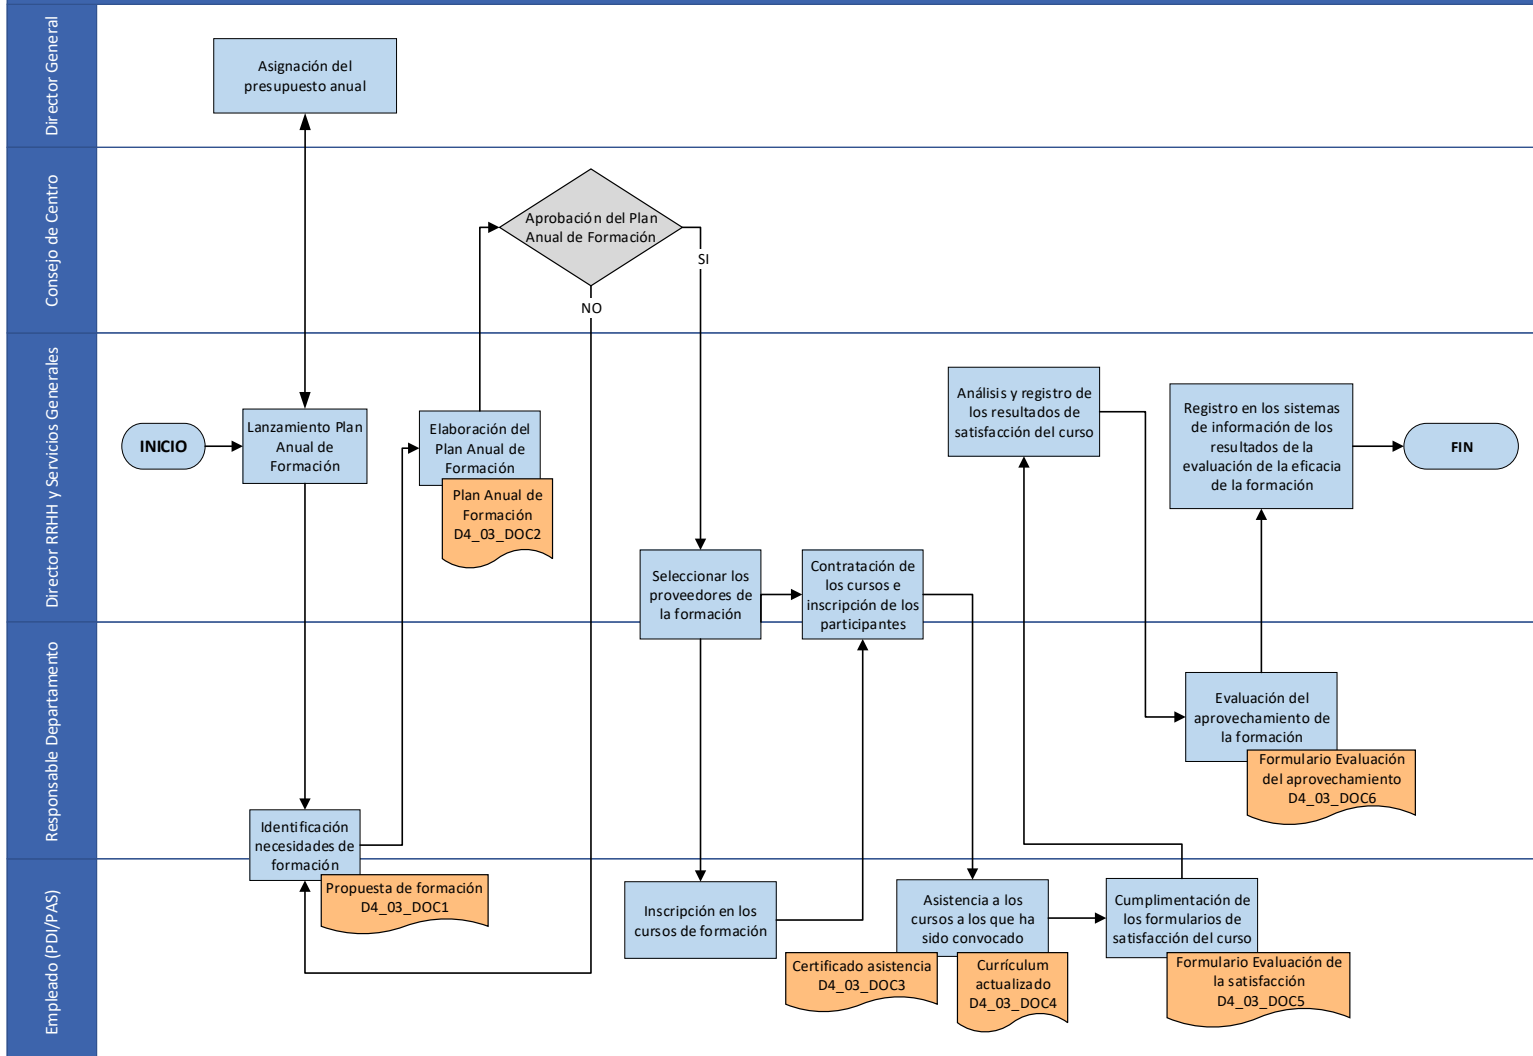 Director General
Asignación del
presupuesto anual
Consejo de Centro
Aprobación del Plan
Anual de Formación
SI
NO
Director RRHH y Servicios Generales
INICIO
Lanzamiento Plan
Anual de
Formación
Elaboración del
Plan Anual de
Formación
Plan Anual de
Formación
D4_03_DOC2
Seleccionar los
proveedores de
la formación
Contratación de
los cursos e
inscripción de los
participantes
Análisis y registro de
los resultados de
satisfacción del curso
Registro en los sistemas
de información de los
resultados de la
evaluación de la eficacia
de la formación
FIN
Responsable Departamento
Identificación
necesidades de
formación
Propuesta de formación
D4_03_DOC1
Evaluación del
aprovechamiento de
la formación
Formulario Evaluación
del aprovechamiento
D4_03_DOC6
Empleado (PDI/PAS)
Inscripción en los
cursos de formación
Asistencia a los
cursos a los que ha
sido convocado
Certificado asistencia
D4_03_DOC3
Currículum
actualizado
D4_03_DOC4
Cumplimentación de
los formularios de
satisfacción del curso
Formulario Evaluación de
la satisfacción
D4_03_DOC5